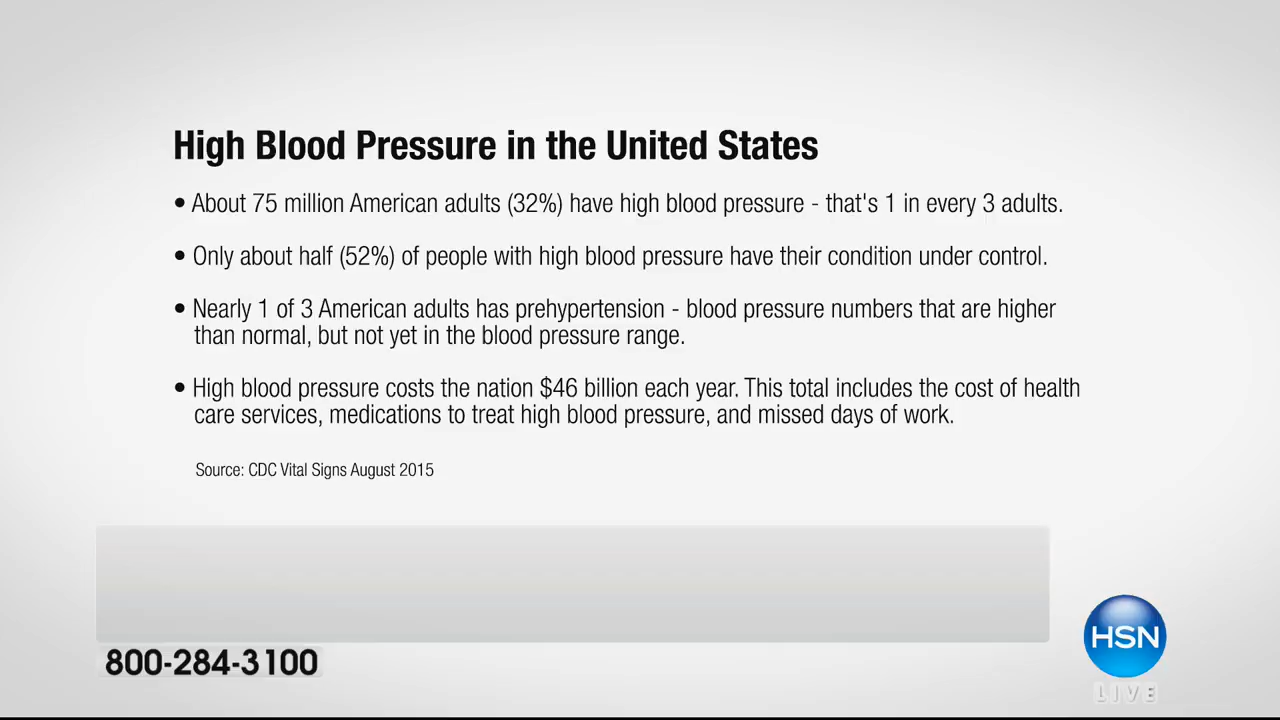 High Blood Pressure in the United States
• About 75 million American adults (32%) have high blood pressure - that's 1 in every 3 adults.
• Only about half (52%) of people with high blood pressure have their condition under control.
• Nearly 1 of 3 American adults has prehypertension - blood pressure numbers that are higher
than normal, but not yet in the blood pressure range.
• High blood pressure costs the nation $46 billion each year. This total includes the cost of health
care services, medications to treat high blood pressure, and missed days of work.
Source: CDC Vital Signs August 2015
HSN
800-284-3100
LIVE